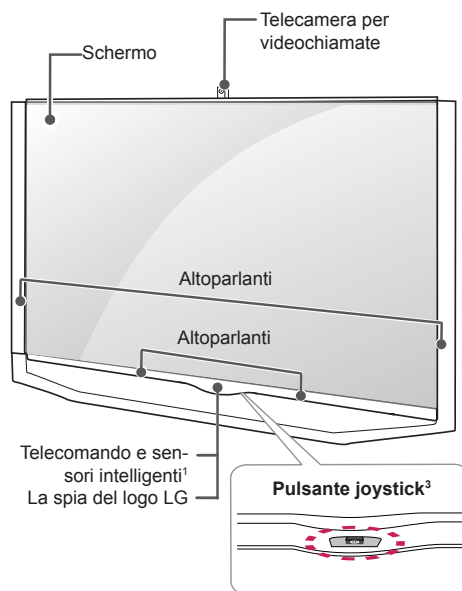 Telecamera per
videochiamate
Schermo
Altoparlanti
Altoparlanti
Telecomando e sen-
sori intelligenti¹
La spia del logo LG
Pulsante joystick³